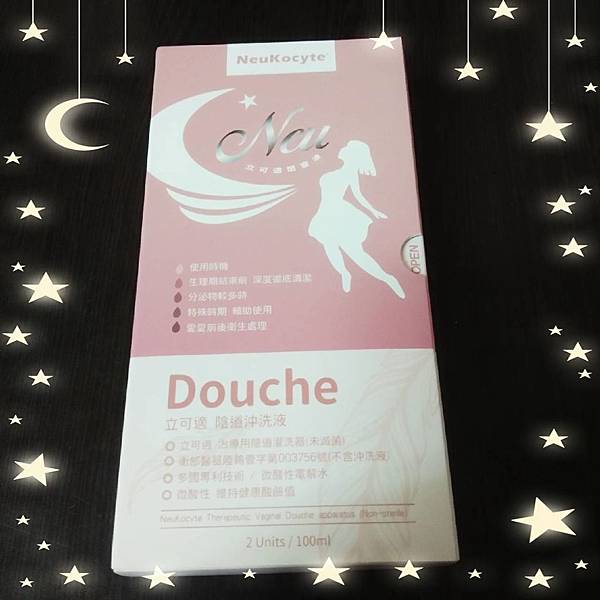 NeuKocyte®
Neu
立可適
OPEN
使用時機
生理期結束前 深度徹底清潔
分泌物較多時
特殊時期 輔助使用
愛愛前後衛生處理
Douche
立可適 陰道沖洗液
立可適 治療用陰道灌洗器(未滅菌)
衛部醫器陸輸壹字第003756號(不含沖洗液)
多國專利技術 / 微酸性電解水
微酸性 維持健康酸鹼值
NeuKocyte Therapeutic Vaginal Douche apparatus (Non-sterile)
2 Units / 100ml